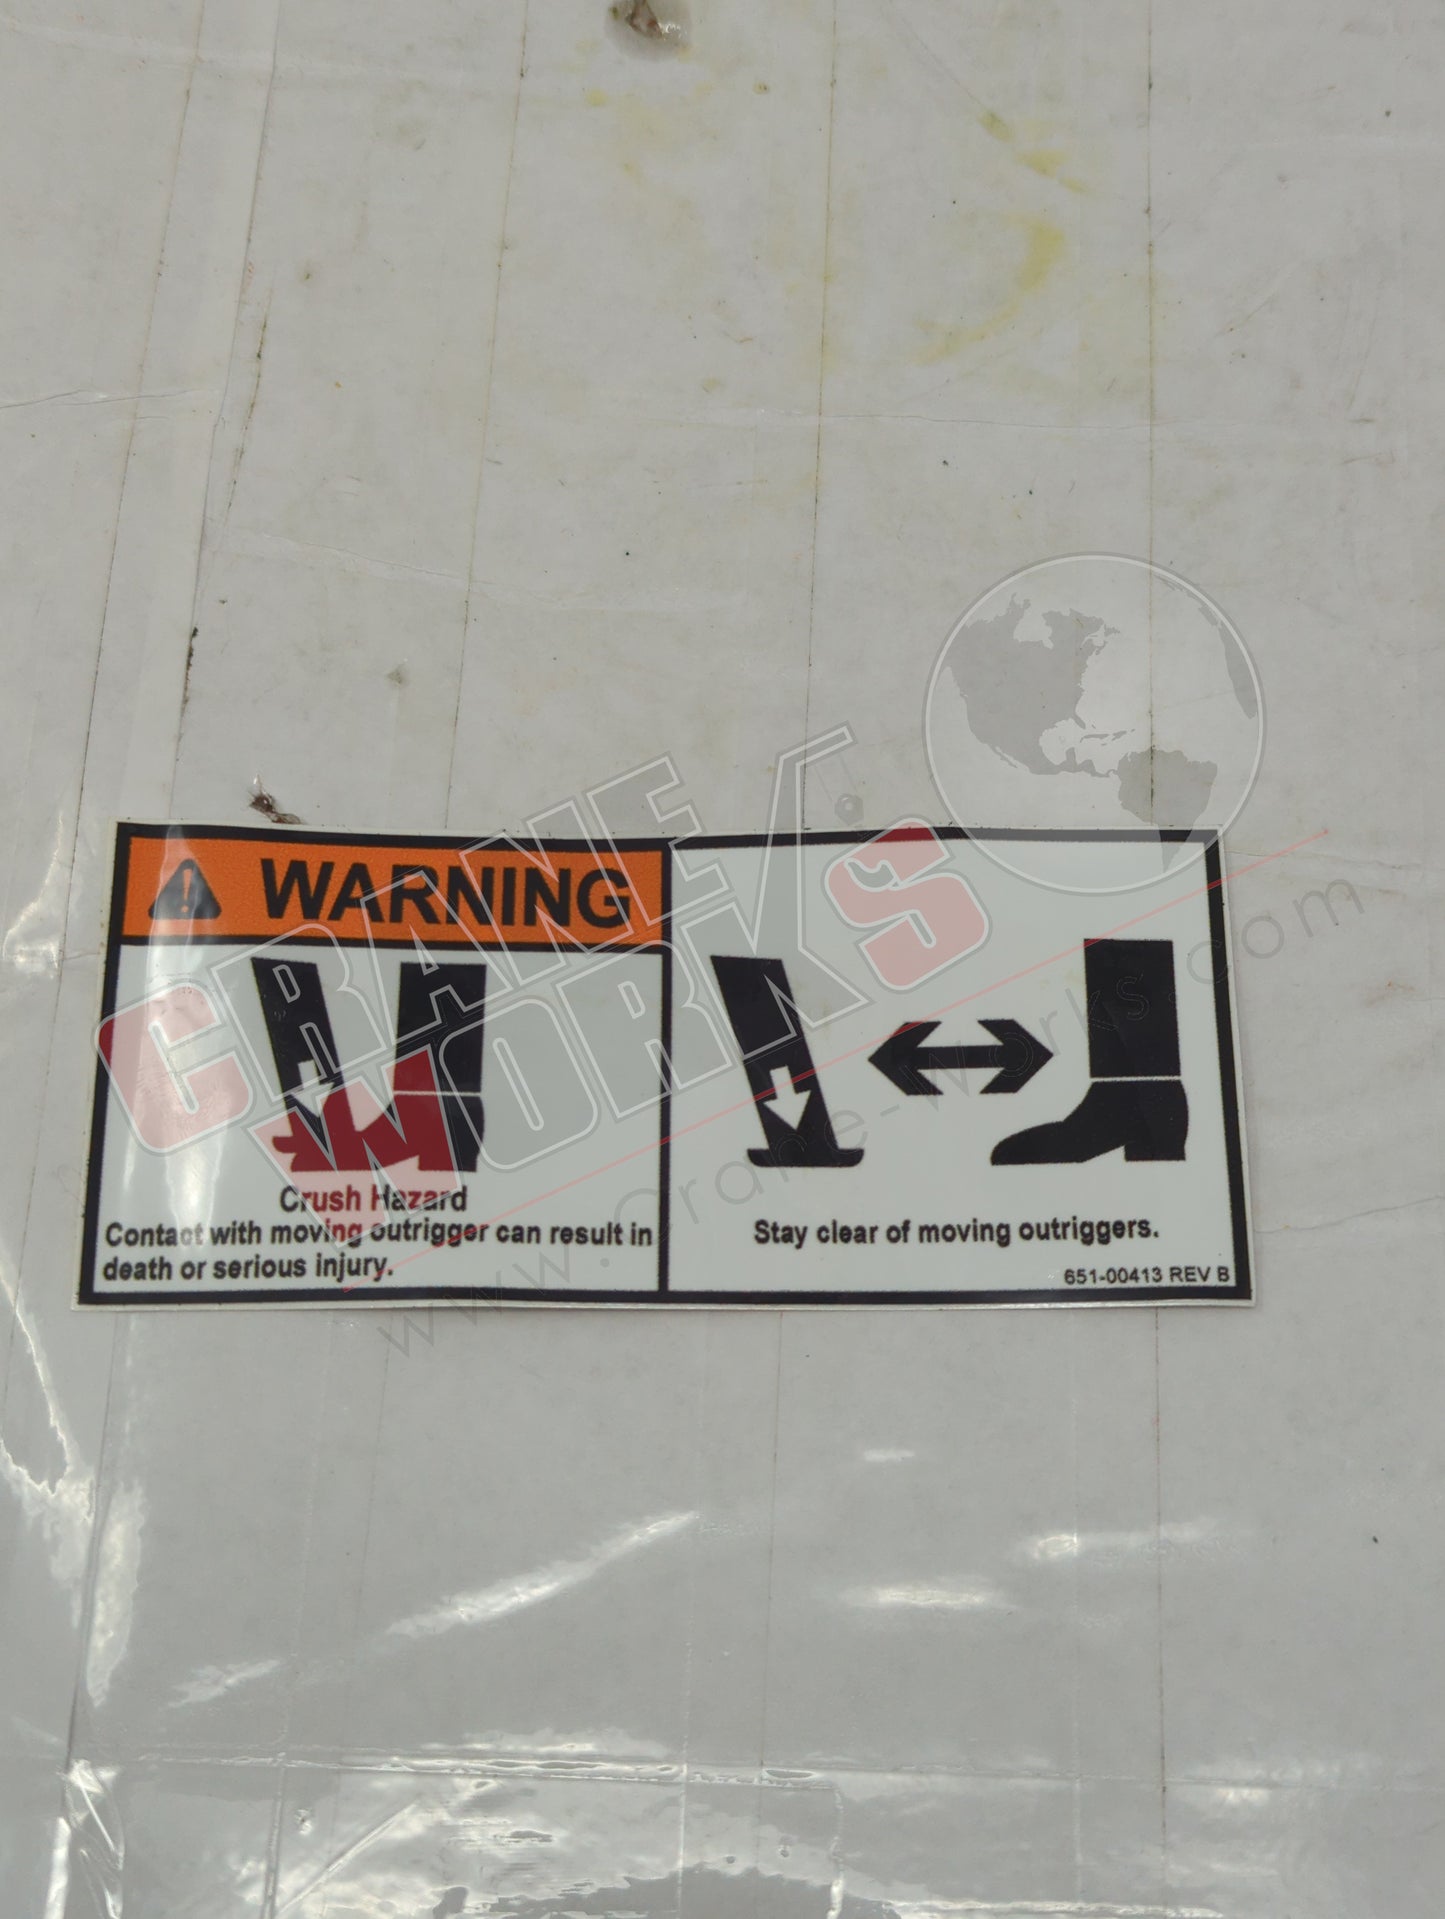 WARNING
Crush Hazard
Contact with moving outrigger can result in
death or serious injury.
Stay clear of moving outriggers.
651-00413 REV B
CRANE
WORKS
www.crane-works.com